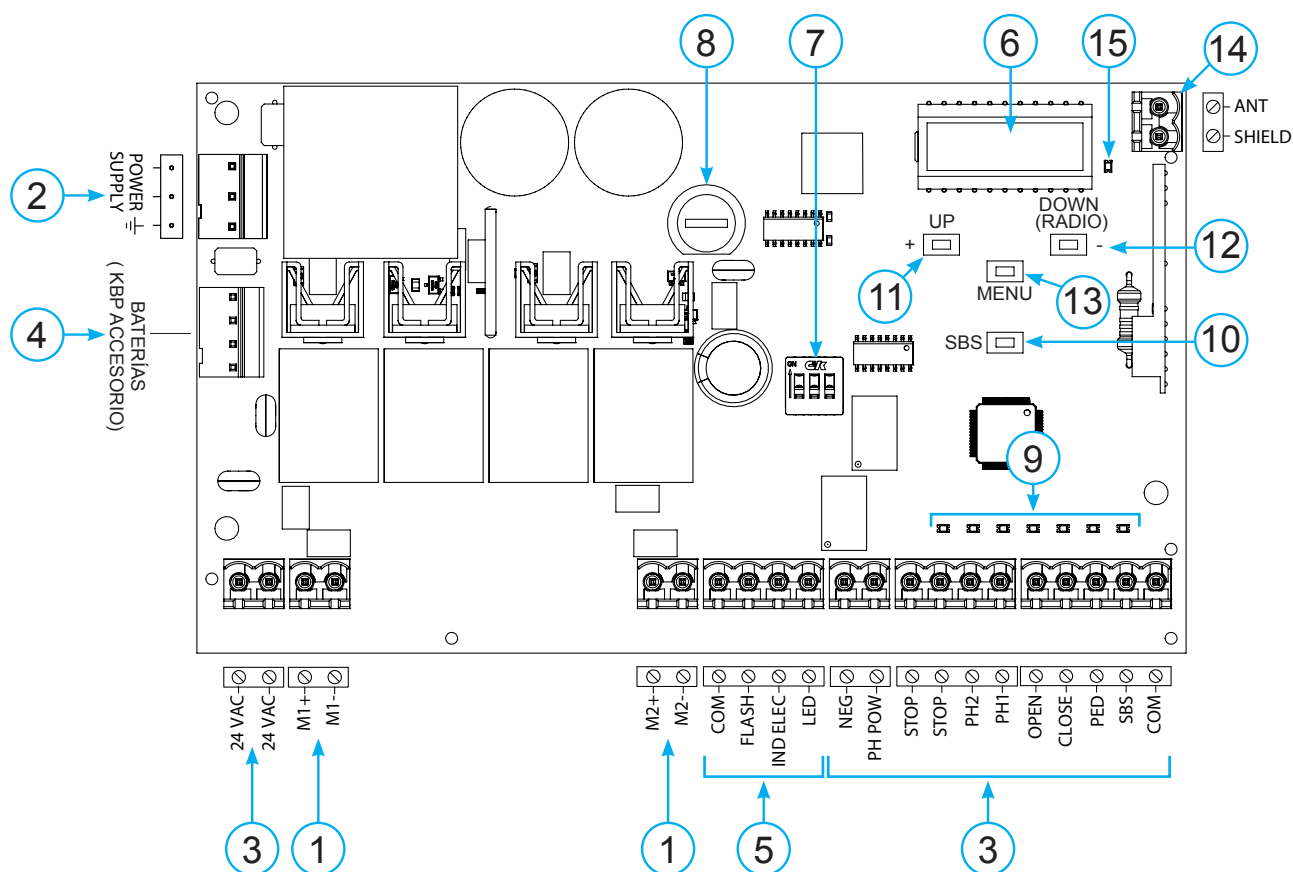 8
7
6
15
14
ANT
SHIELD
2
POWER
SUPPLY
UP
+
DOWN
(RADIO)
-
12
11
MENU
13
4
BATERÍAS
( KBP ACCESORIO)
SBS
10
ON
9
24 VAC
24 VAC
M1+
M1-
M2+
M2-
COM
FLASH
IND ELEC
LED
NEG
PH POW
STOP
STOP
PH2
PH1
OPEN
CLOSE
PED
SBS
COM
3
1
1
5
3